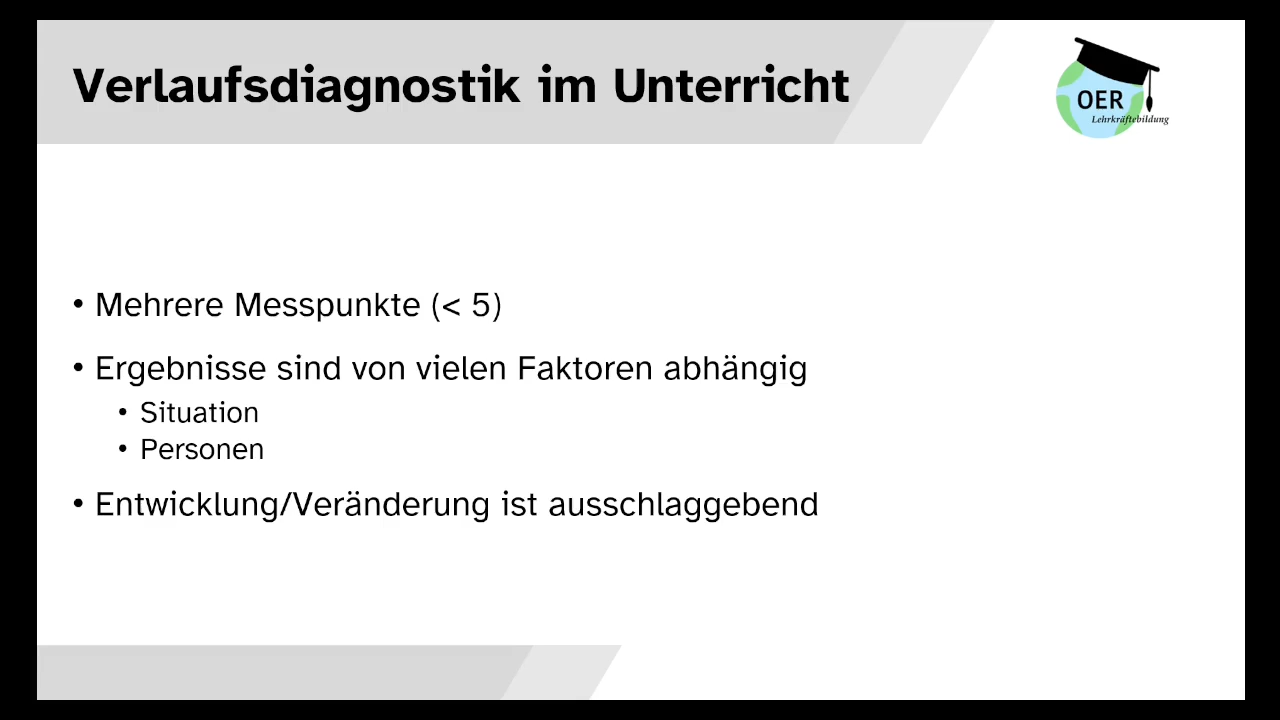 Verlaufsdiagnostik im Unterricht
OER
Lehrkräftebildung
• Mehrere Messpunkte (< 5)
• Ergebnisse sind von vielen Faktoren abhängig
• Situation
• Personen
• Entwicklung/Veränderung ist ausschlaggebend